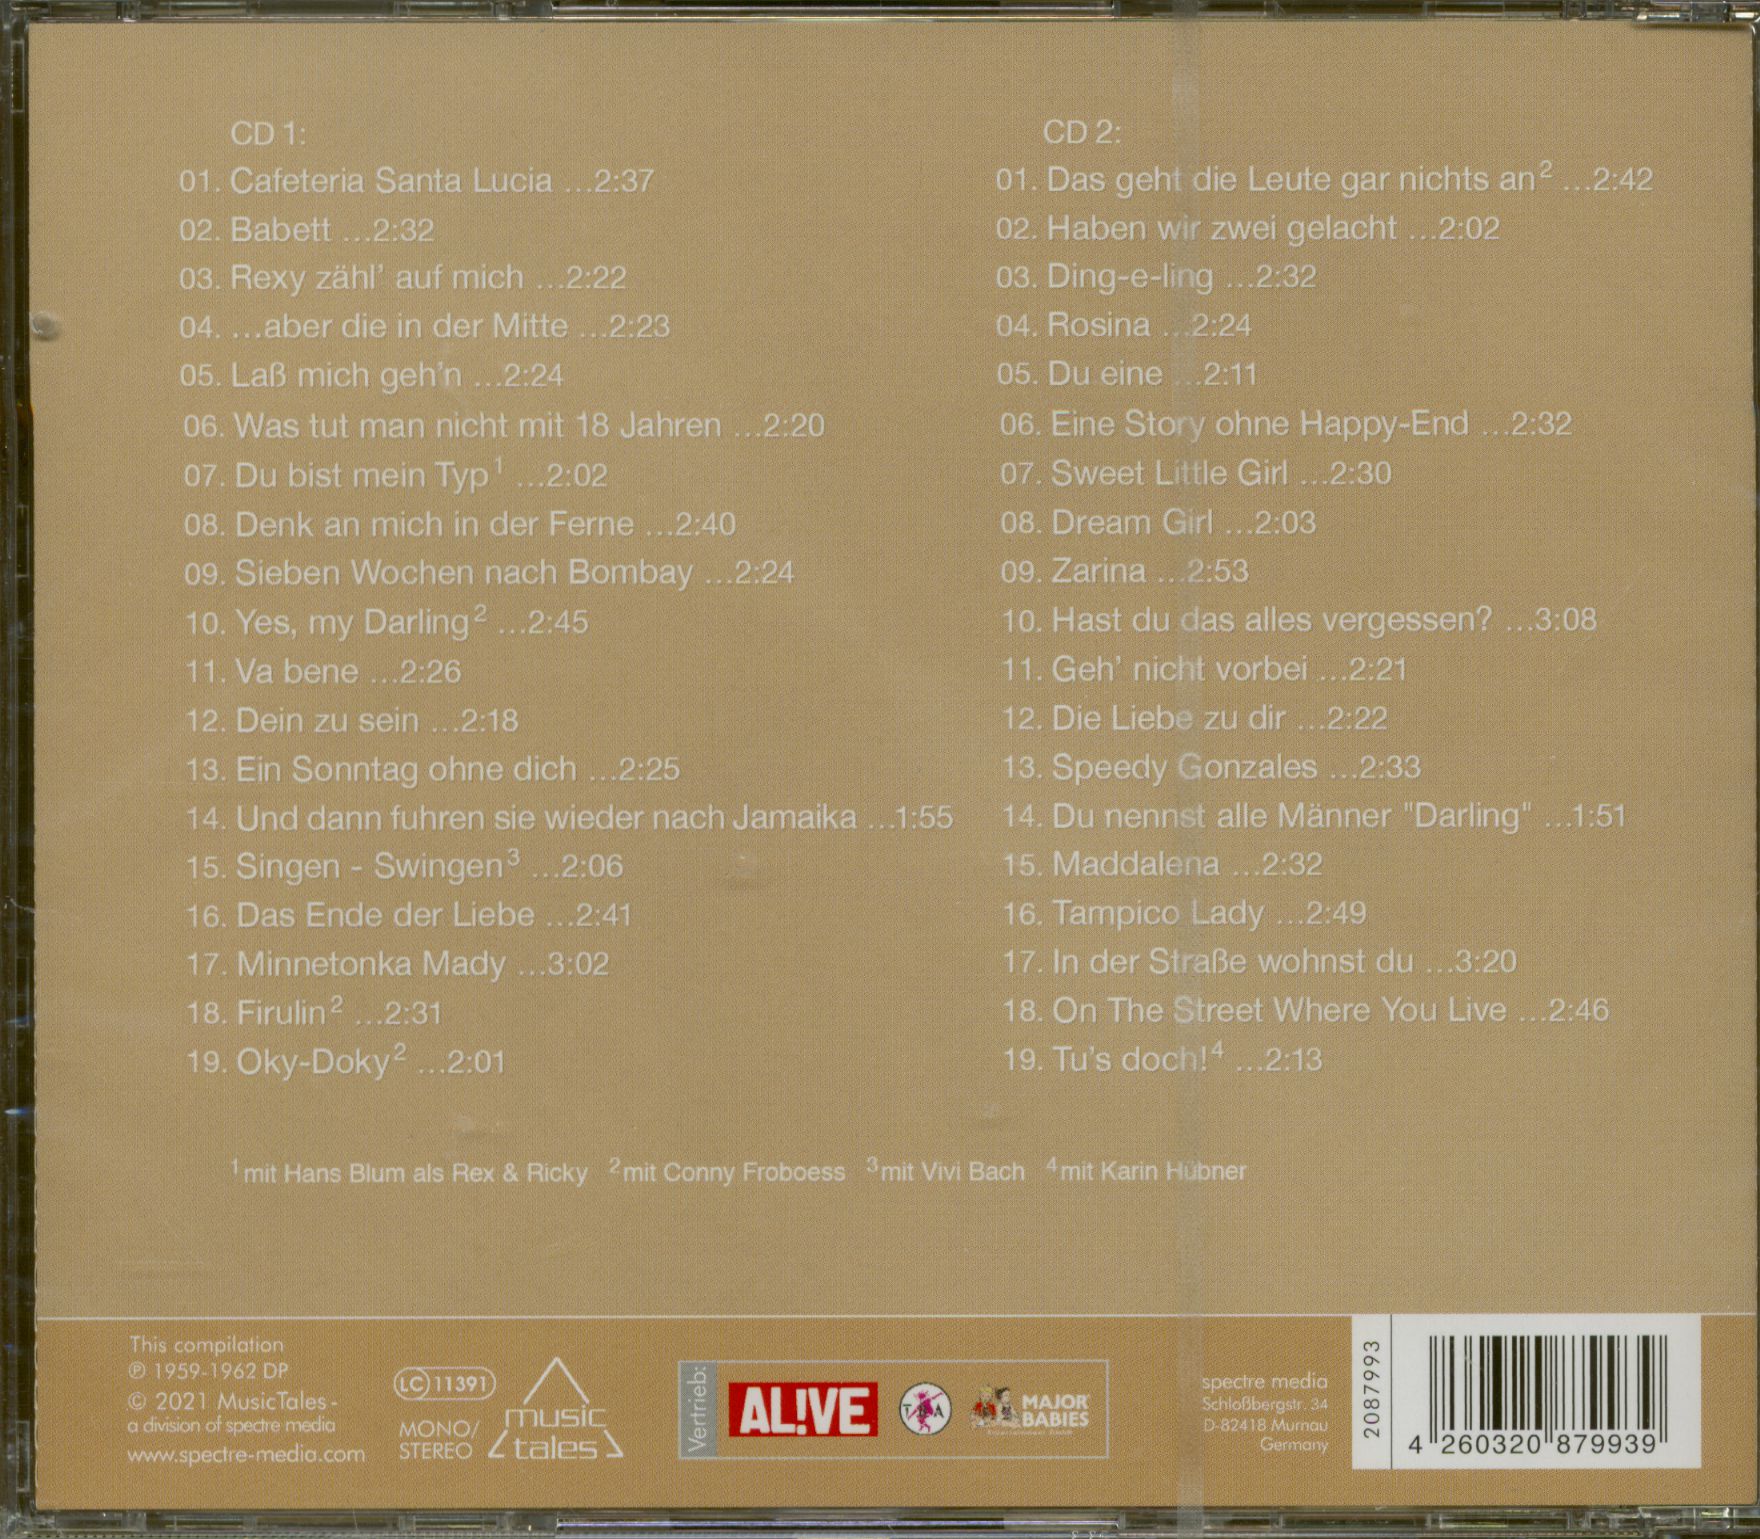 CD 1:
01. Cafeteria Santa Lucia ...2:37
02. Babett ...2:32
03. Rexy zähl' auf mich ...2:22
04. ...aber die in der Mitte ...2:23
05. Laß mich geh'n ...2:24
06. Was tut man nicht mit 18 Jahren ...2:20
07. Du bist mein Typ¹ ...2:02
08. Denk an mich in der Ferne ...2:40
09. Sieben Wochen nach Bombay ...2:24
10. Yes, my Darling² ...2:45
11. Va bene ...2:26
12. Dein zu sein ...2:18
13. Ein Sonntag ohne dich ...2:25
14. Und dann fuhren sie wieder nach Jamaika ...1:55
15. Singen - Swingen³ ...2:06
16. Das Ende der Liebe ...2:41
17. Minnetonka Mady ...3:02
18. Firulin² ...2:31
19. Oky-Doky² ...2:01
CD 2:
01. Das geht die Leute gar nichts an² ...2:42
02. Haben wir zwei gelacht ...2:02
03. Ding-e-ling ...2:32
04. Rosina ...2:24
05. Du eine ...2:11
06. Eine Story ohne Happy-End ...2:32
07. Sweet Little Girl ...2:30
08. Dream Girl ...2:03
09. Zarina ...2:53
10. Hast du das alles vergessen? ...3:08
11. Geh' nicht vorbei ...2:21
12. Die Liebe zu dir ...2:22
13. Speedy Gonzales ...2:33
14. Du nennst alle Männer "Darling" ...1:51
15. Maddalena ...2:32
16. Tampico Lady ...2:49
17. In der Straße wohnst du ...3:20
18. On The Street Where You Live ...2:46
19. Tu's doch!⁴ ...2:13
¹mit Hans Blum als Rex & Ricky ²mit Conny Froboess ³mit Vivi Bach ⁴mit Karin Hübner
This compilation
℗ 1959-1962 DP
© 2021 MusicTales -
a division of spectre media
www.spectre-media.com
LC 11391
MONO/
STEREO
music
tales
Vertrieb:
AL!VE
MAJOR
BABIES
spectre media
Schloßbergstr. 34
D-82418 Murnau
Germany
2087993
4 260320 879939